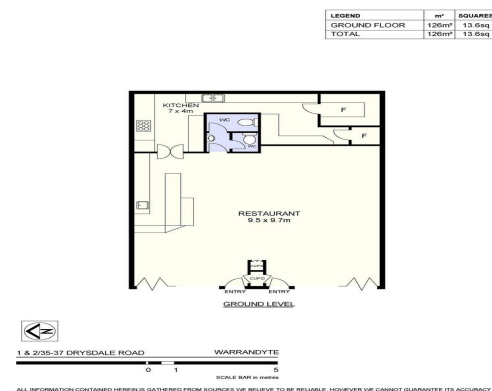 LEGEND m² SQUARES
GROUND FLOOR 126m² 13.6sq
TOTAL 126m² 13.6sq
KITCHEN
7 x 4m
F
WC
F
WC
RESTAURANT
9.5 x 9.7m
CUPD
CUPD
ENTRY ENTRY
GROUND LEVEL
N
1 & 2/35-37 DRYSDALE ROAD WARRANDYTE
0 1 5
SCALE BAR in metres
ALL INFORMATION CONTAINED HEREIN IS GATHERED FROM SOURCES WE BELIEVE TO BE RELIABLE. HOWEVER WE CANNOT GUARANTEE ITS ACCURACY